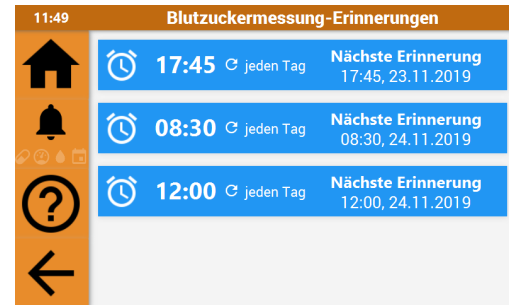 11:49 Blutzuckermessung-Erinnerungen
17:45 jeden Tag
Nächste Erinnerung
17:45, 23.11.2019
08:30 jeden Tag
Nächste Erinnerung
08:30, 24.11.2019
12:00 jeden Tag
Nächste Erinnerung
12:00, 24.11.2019